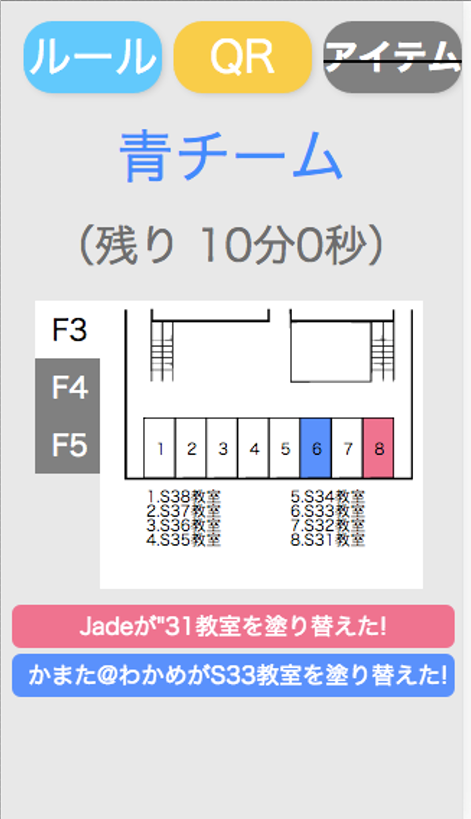 ルール QR アイテム
青チーム
（残り 10分0秒）
F3
F4
F5
1 2 3 4 5 6 7 8
1.S38教室 5.S34教室
2.S37教室 6.S33教室
3.S36教室 7.S32教室
4.S35教室 8.S31教室
Jadeが"31教室を塗り替えた!
かまた@わかめがS33教室を塗り替えた!